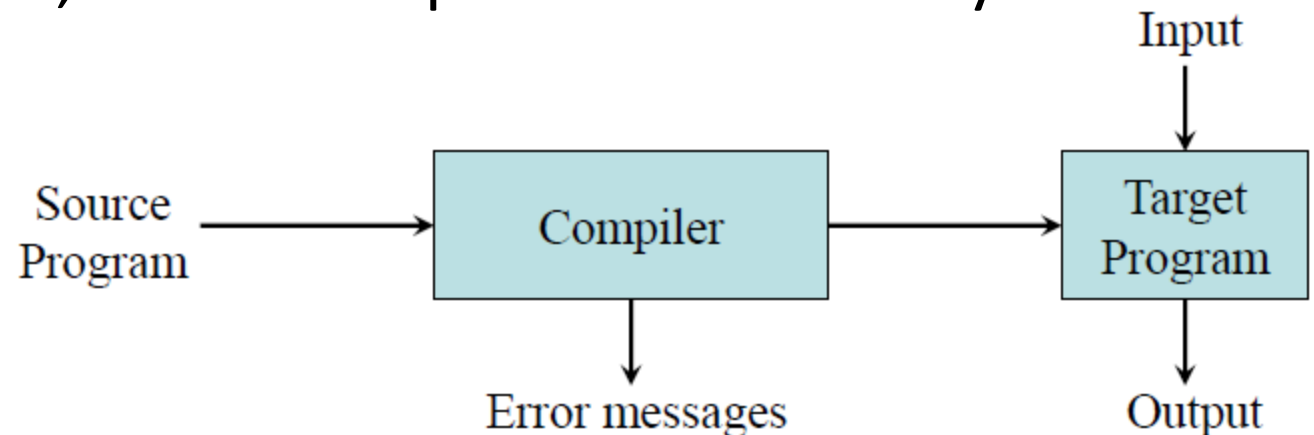 Input
Source
Program
Compiler
Target
Program
Error messages
Output